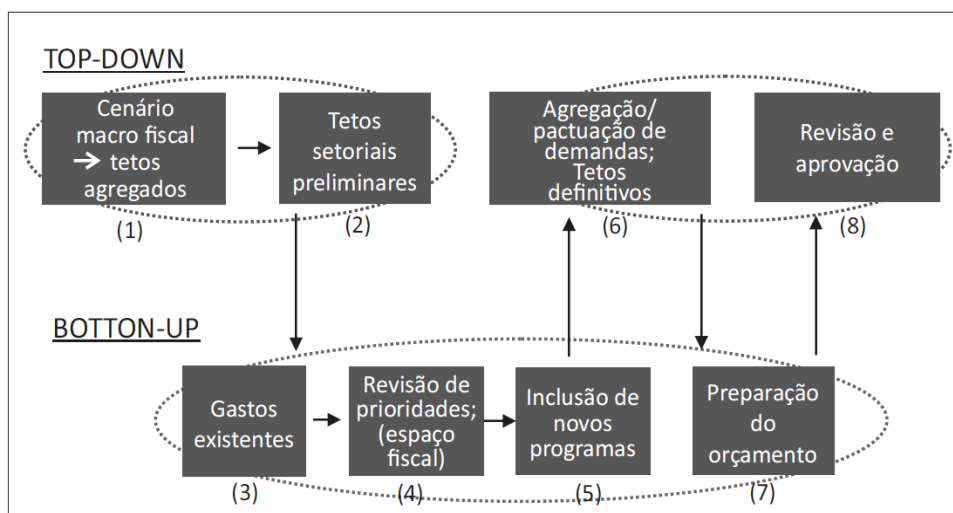 TOP-DOWN
Cenário
macro fiscal
→ tetos
agregados
(1)
Tetos
setoriais
preliminares
(2)
Agregação/
pactuação de
demandas;
Tetos
definitivos
(6)
Revisão e
aprovação
(8)
BOTTON-UP
Gastos
existentes
(3)
Revisão de
prioridades;
(espaço
fiscal)
(4)
Inclusão de
novos
programas
(5)
Preparação
do
orçamento
(7)